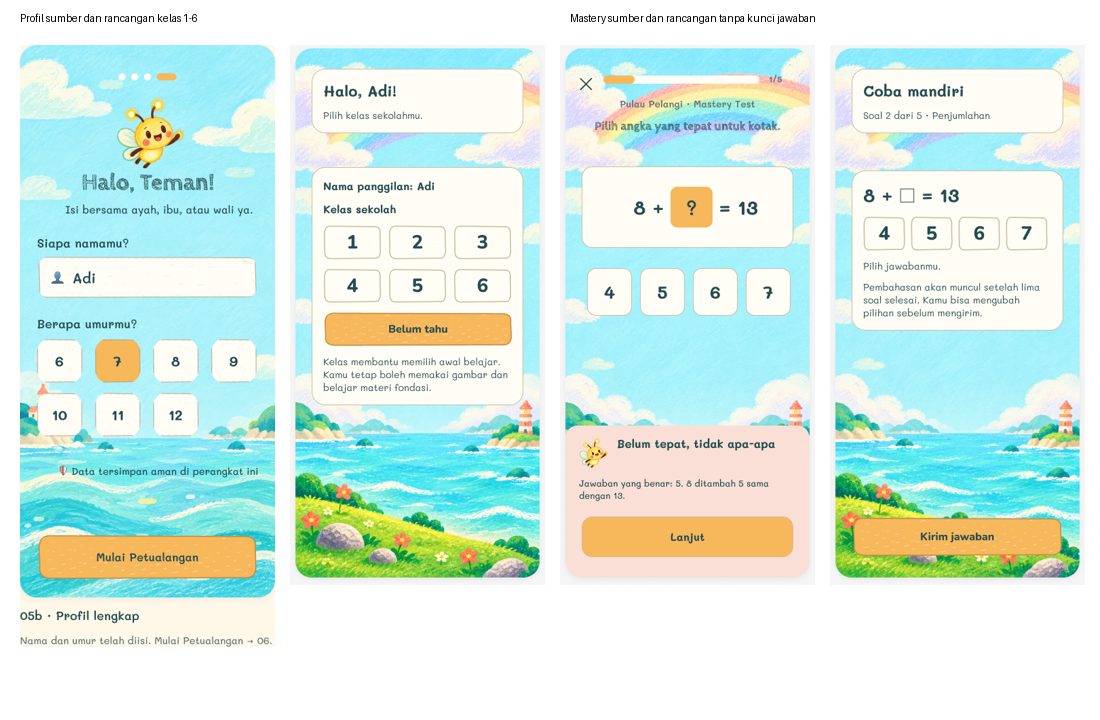 Profil sumber dan rancangan kelas 1-6
Halo, Teman!
Isi bersama ayah, ibu, atau wali ya.
Siapa namamu?
Adi
Berapa umurmu?
6 7 8 9
10 11 12
Data tersimpan aman di perangkat ini
Mulai Petualangan
05b · Profil lengkap
Nama dan umur telah diisi. Mulai Petualangan → 06.
Halo, Adi!
Pilih kelas sekolahmu.
Nama panggilan: Adi
Kelas sekolah
1 2 3
4 5 6
Belum tahu
Kelas membantu memilih awal belajar.
Kamu tetap boleh memakai gambar dan
belajar materi fondasi.
Mastery sumber dan rancangan tanpa kunci jawaban
1/5
Pulau Pelangi · Mastery Test
Pilih angka yang tepat untuk kotak.
8 + ? = 13
4 5 6 7
Belum tepat, tidak apa-apa
Jawaban yang benar: 5. 8 ditambah 5 sama
dengan 13.
Lanjut
Coba mandiri
Soal 2 dari 5 · Penjumlahan
8 + □ = 13
4 5 6 7
Pilih jawabanmu.
Pembahasan akan muncul setelah lima
soal selesai. Kamu bisa mengubah
pilihan sebelum mengirim.
Kirim jawaban